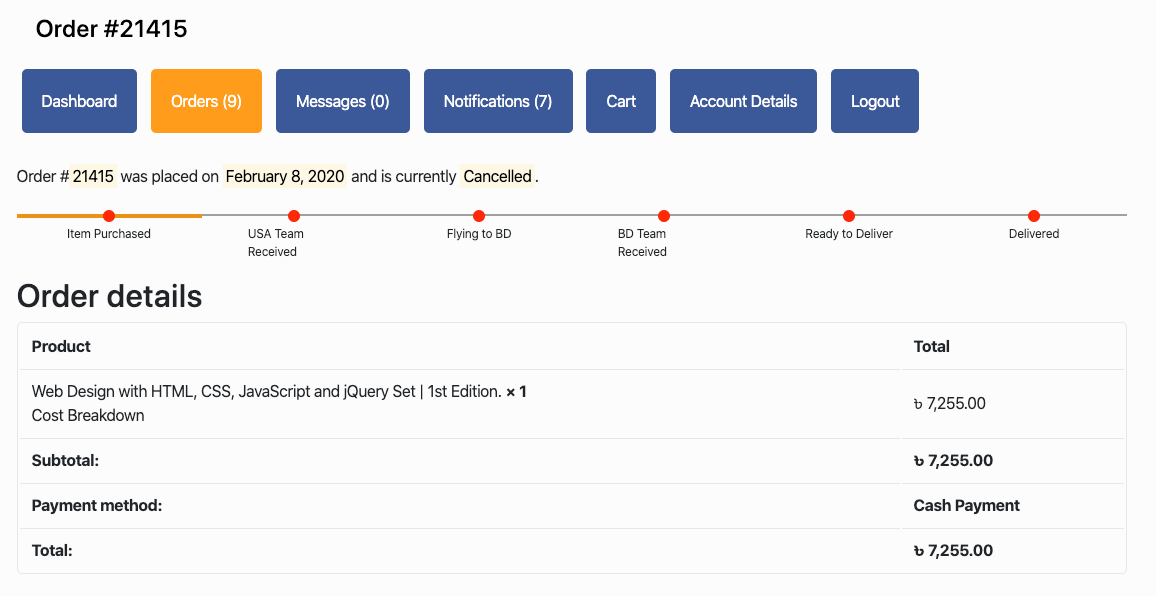 Order #21415
Dashboard Orders (9) Messages (0) Notifications (7) Cart Account Details Logout
Order #21415 was placed on February 8, 2020 and is currently Cancelled.
Item Purchased USA Team Flying to BD BD Team Ready to Deliver Delivered
Received Received
Order details
Product Total
Web Design with HTML, CSS, JavaScript and jQuery Set | 1st Edition. × 1
Cost Breakdown
৳ 7,255.00
Subtotal: ৳ 7,255.00
Payment method: Cash Payment
Total: ৳ 7,255.00